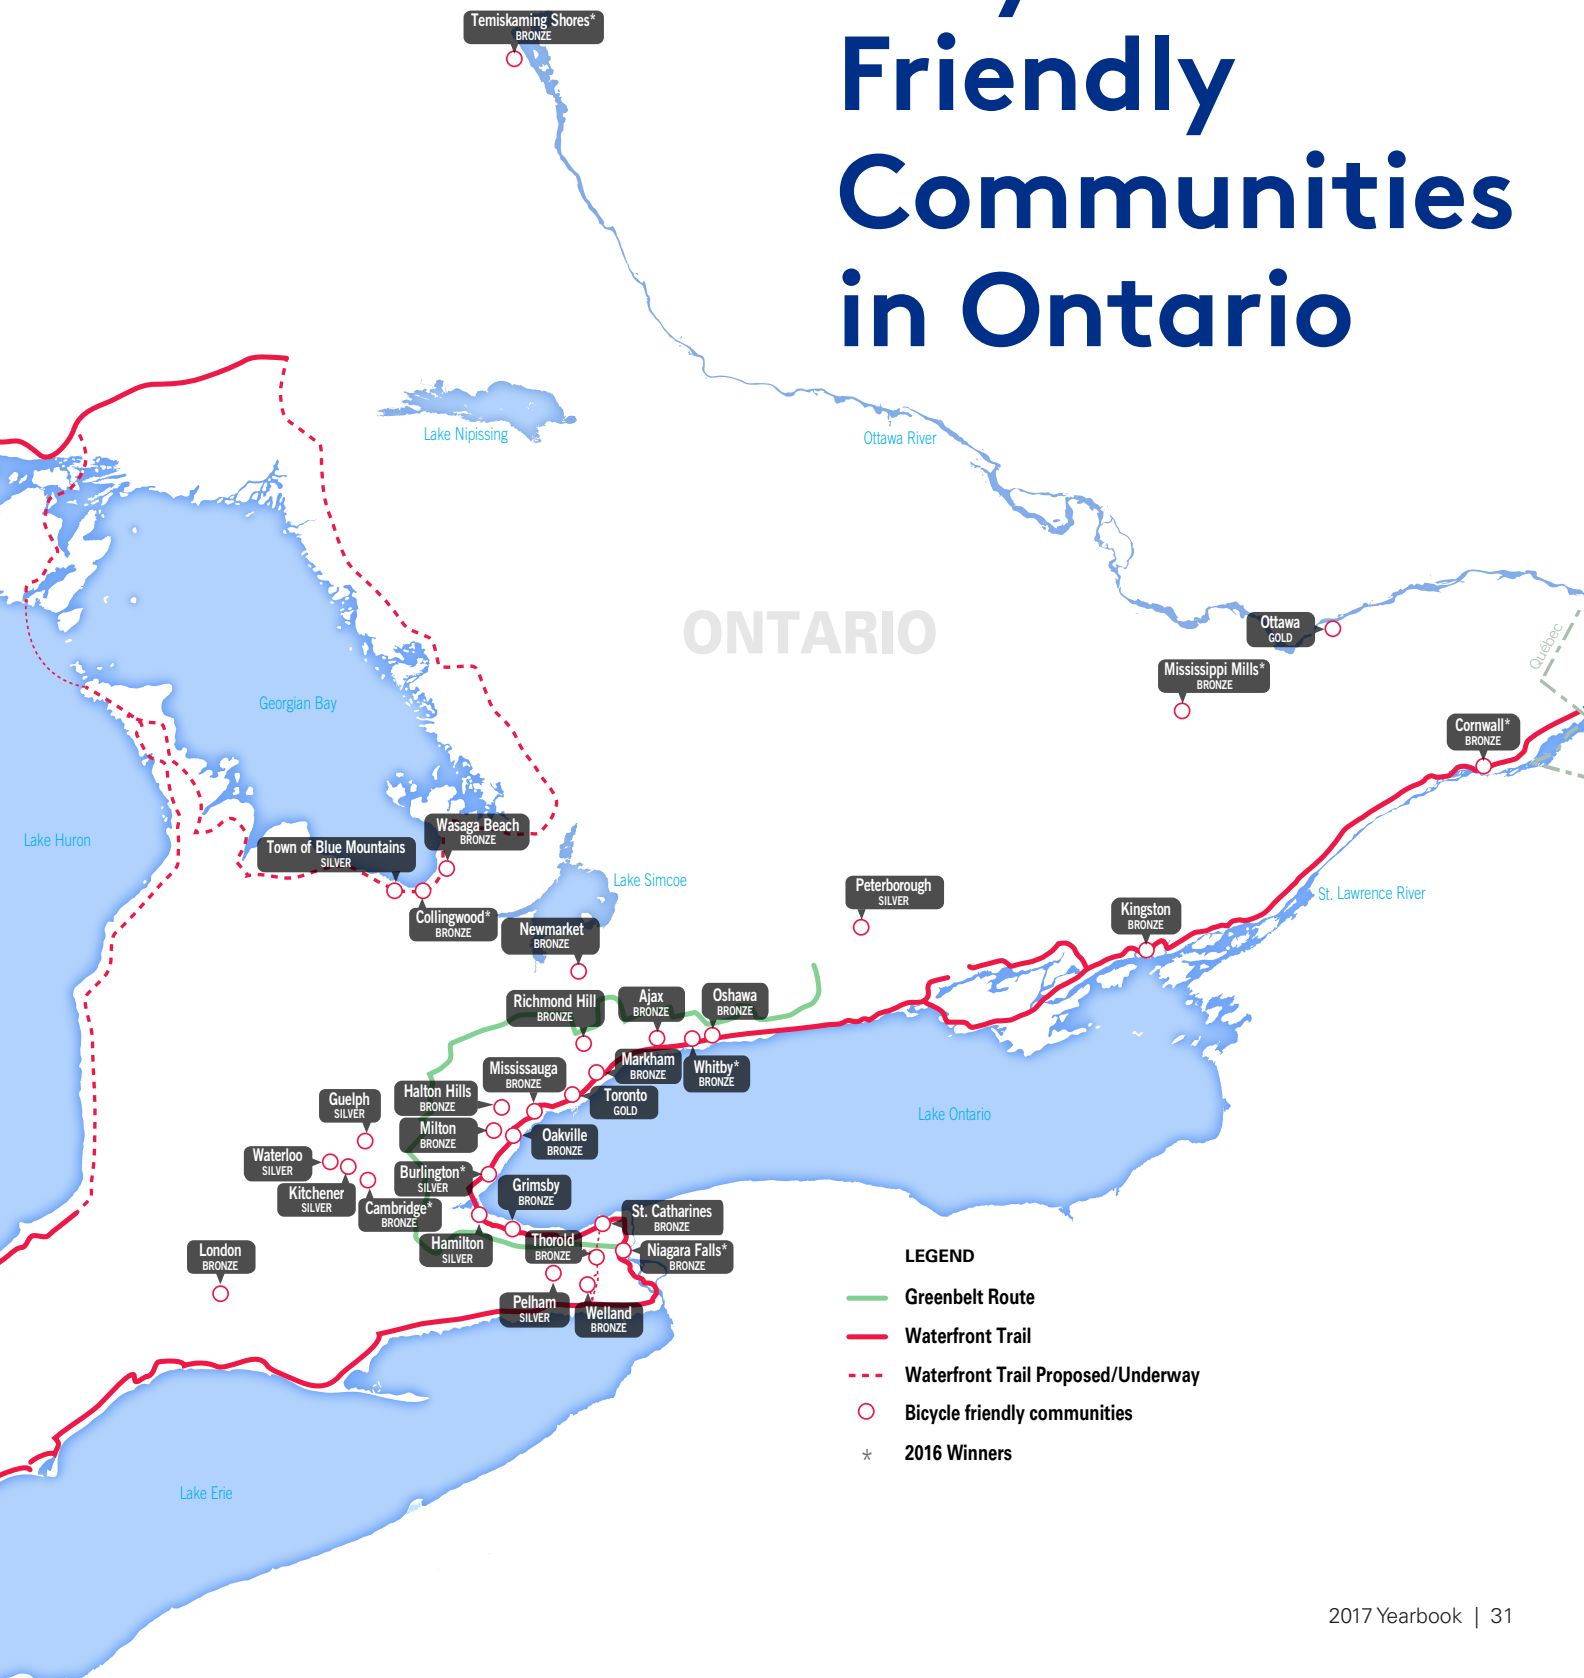 Temiskaming Shores*
BRONZE
Friendly
Communities
in Ontario
Lake Nipissing
Ottawa River
ONTARIO
Ottawa
GOLD
Québec
Mississippi Mills*
BRONZE
Georgian Bay
Cornwall*
BRONZE
Lake Huron
Wasaga Beach
BRONZE
Town of Blue Mountains
SILVER
Lake Simcoe
Peterborough
SILVER
St. Lawrence River
Collingwood*
BRONZE
Newmarket
BRONZE
Kingston
BRONZE
Richmond Hill
BRONZE
Ajax
BRONZE
Oshawa
BRONZE
Mississauga
BRONZE
Markham
BRONZE
Whitby*
BRONZE
Halton Hills
BRONZE
Toronto
GOLD
Guelph
SILVER
Lake Ontario
Milton
BRONZE
Oakville
BRONZE
Waterloo
SILVER
Burlington*
SILVER
Kitchener
SILVER
Grimsby
BRONZE
Cambridge*
BRONZE
St. Catharines
BRONZE
Hamilton
SILVER
Thorold
BRONZE
Niagara Falls*
BRONZE
London
BRONZE
Pelham
SILVER
Welland
BRONZE
LEGEND
Greenbelt Route
Waterfront Trail
Waterfront Trail Proposed/Underway
Bicycle friendly communities
* 2016 Winners
Lake Erie
2017 Yearbook | 31